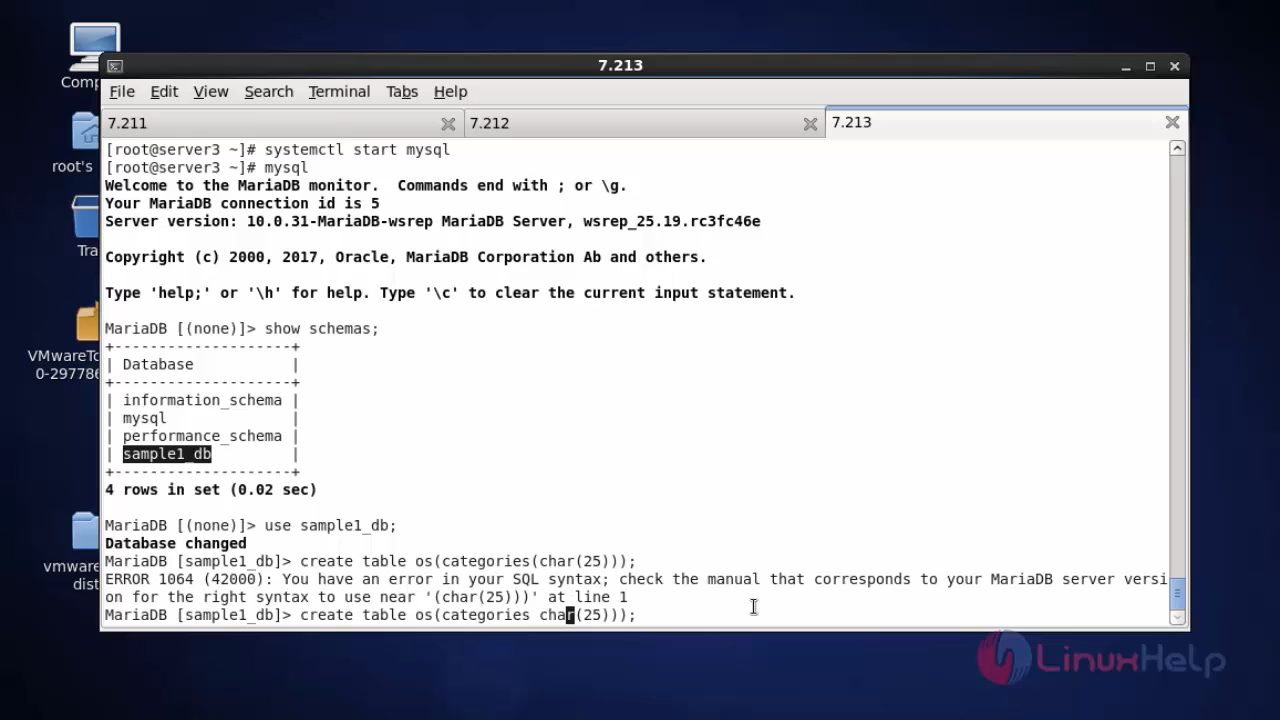 7.213
Comp
File Edit View Search Terminal Tabs Help
7.211 7.212 7.213
[root@server3 ~]# systemctl start mysql
[root@server3 ~]# mysql
Welcome to the MariaDB monitor.  Commands end with ; or \g.
Your MariaDB connection id is 5
Server version: 10.0.31-MariaDB-wsrep MariaDB Server, wsrep_25.19.rc3fc46e
Copyright (c) 2000, 2017, Oracle, MariaDB Corporation Ab and others.
Type 'help;' or '\h' for help. Type '\c' to clear the current input statement.
MariaDB [(none)]> show schemas;
+--------------------+
| Database           |
+--------------------+
| information_schema |
| mysql              |
| performance_schema |
| sample1_db         |
+--------------------+
4 rows in set (0.02 sec)
MariaDB [(none)]> use sample1_db;
Database changed
MariaDB [sample1_db]> create table os(categories(char(25)));
ERROR 1064 (42000): You have an error in your SQL syntax; check the manual that corresponds to your MariaDB server versi
on for the right syntax to use near '(char(25)))' at line 1
MariaDB [sample1_db]> create table os(categories char(25)));
root's
Tra
VMwareTo
0-297786
vmware
dist
LinuxHelp